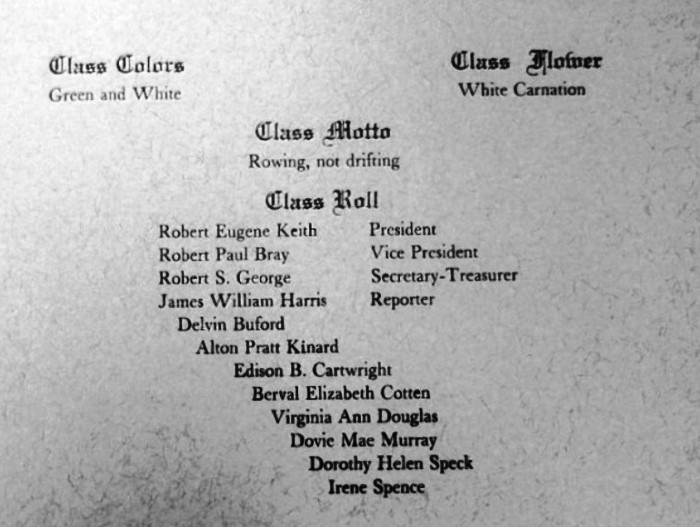 Class Colors
Green and White
Class Flower
White Carnation
Class Motto
Rowing, not drifting
Class Roll
Robert Eugene Keith President
Robert Paul Bray Vice President
Robert S. George Secretary-Treasurer
James William Harris Reporter
Delvin Buford
Alton Pratt Kinard
Edison B. Cartwright
Berval Elizabeth Cotten
Virginia Ann Douglas
Dovie Mae Murray
Dorothy Helen Speck
Irene Spence